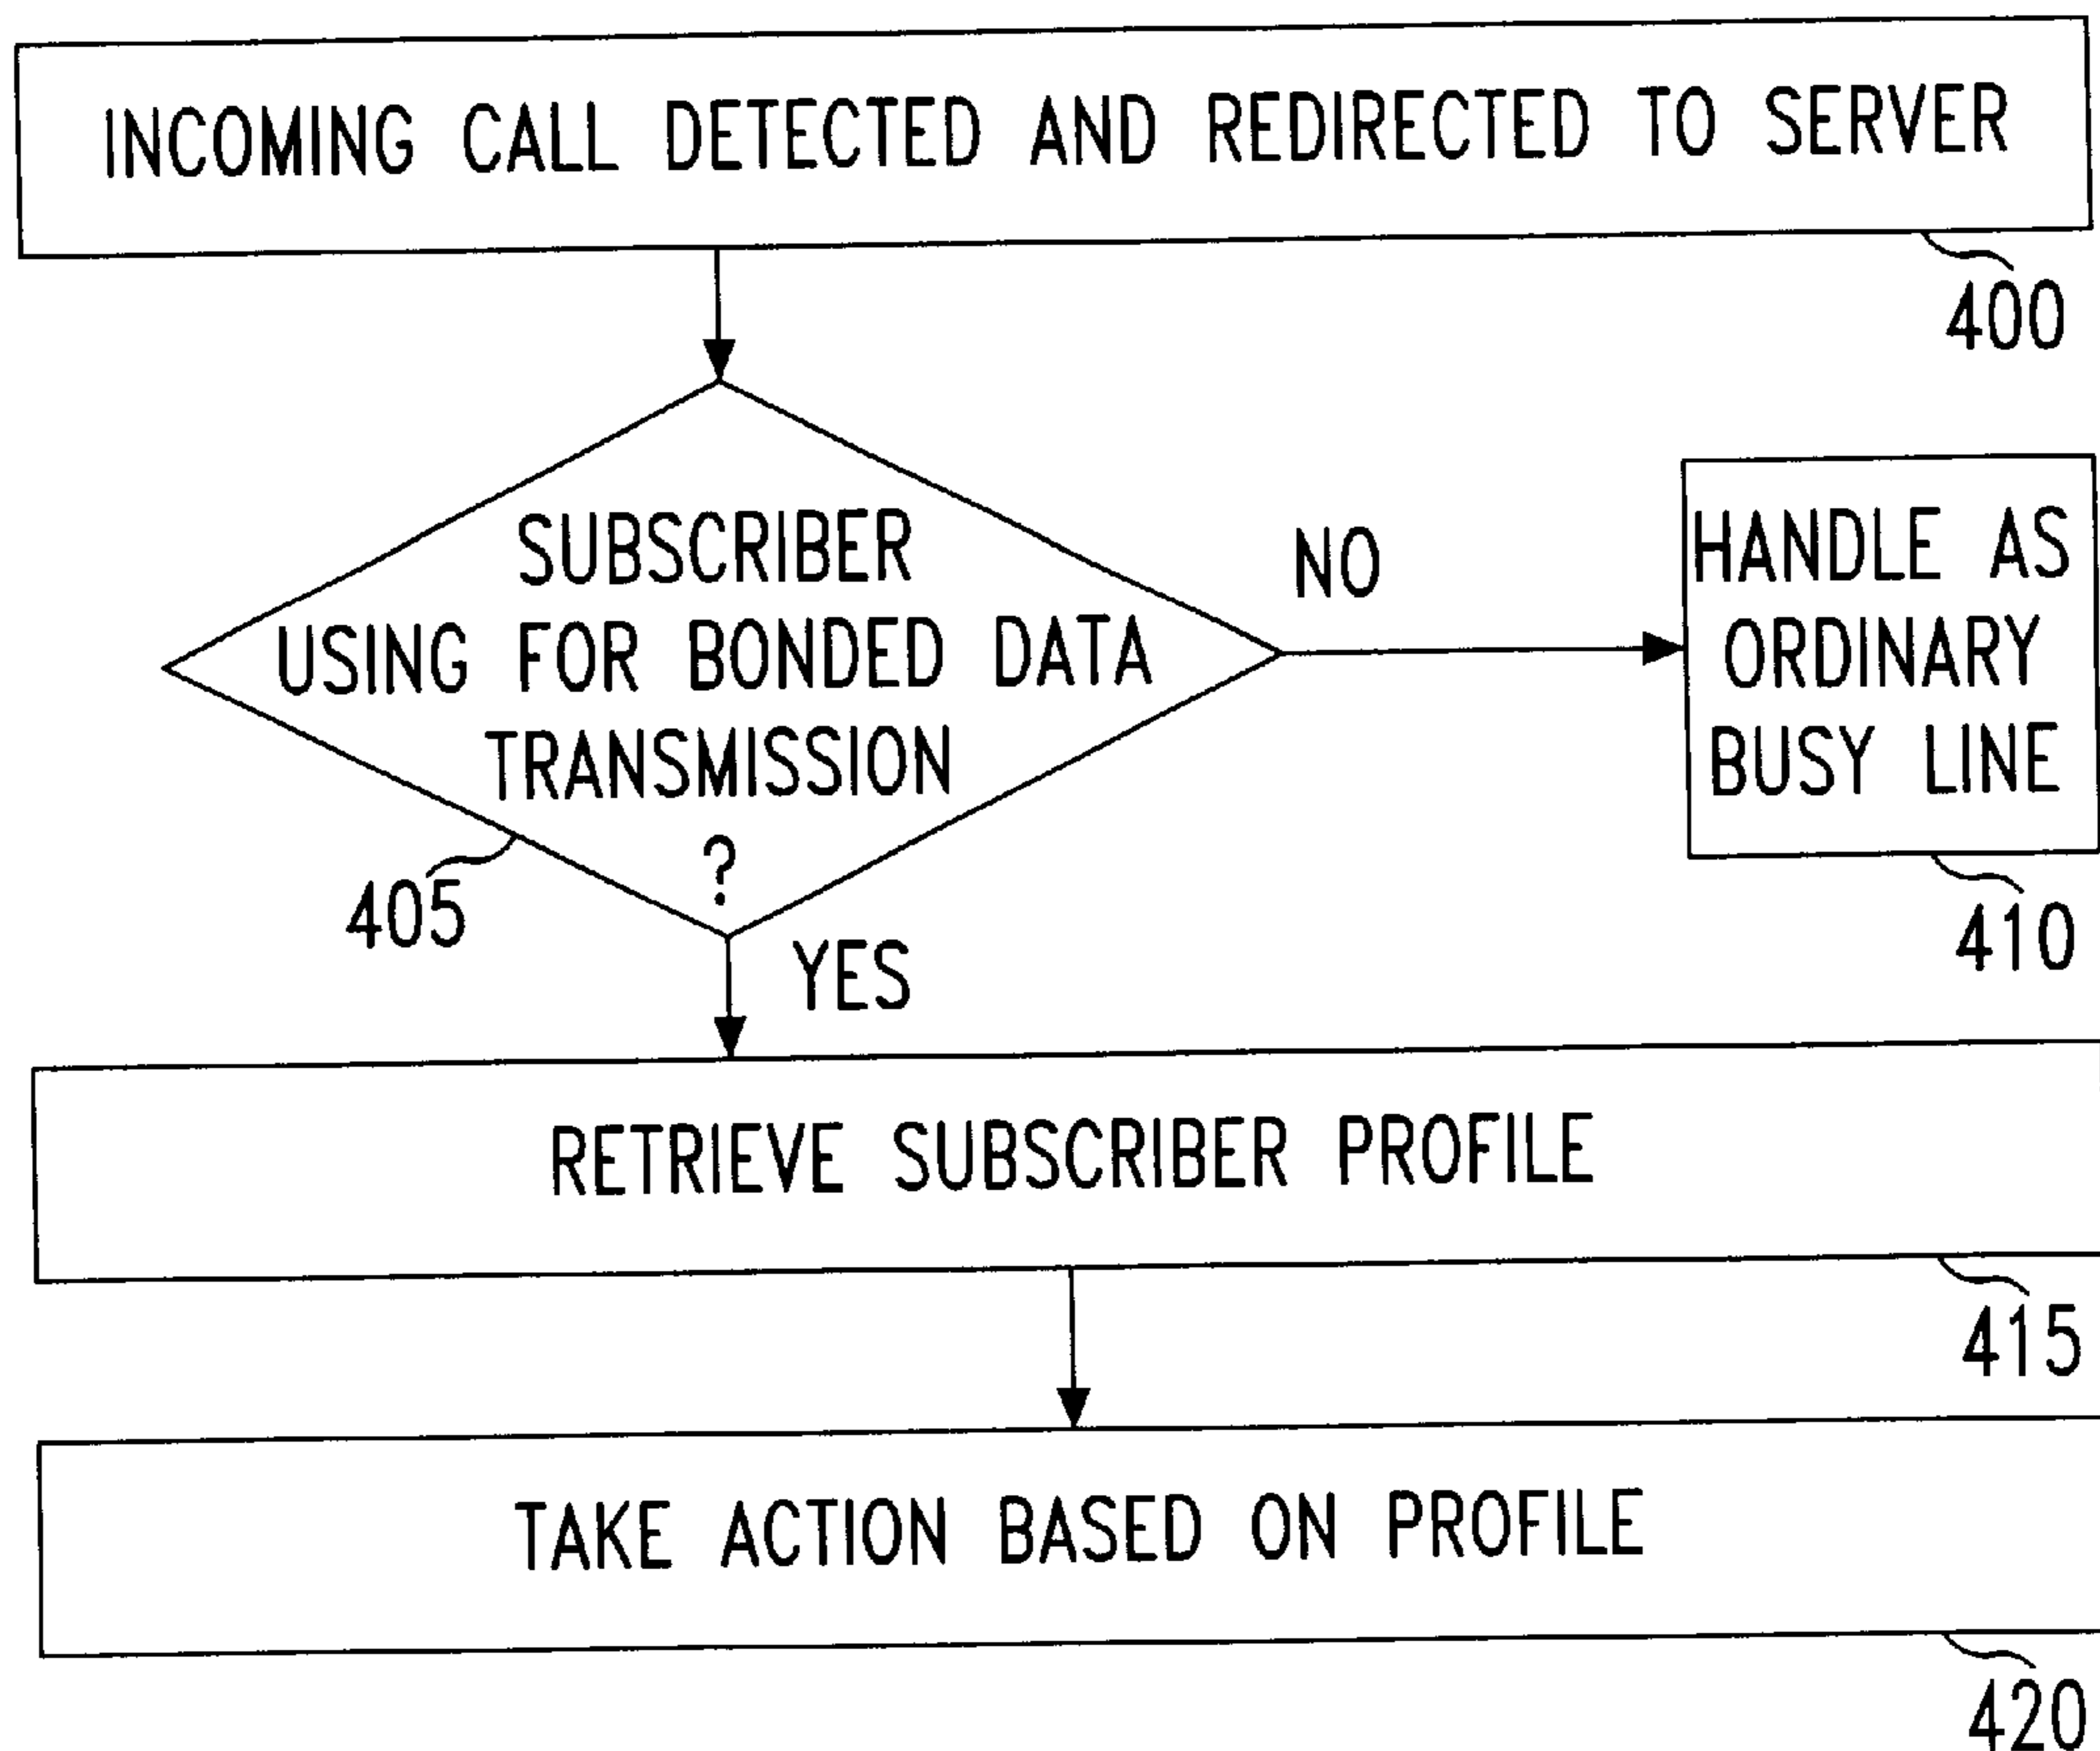 INCOMING CALL DETECTED AND REDIRECTED TO SERVER
400
SUBSCRIBER
USING FOR BONDED DATA
TRANSMISSION
?
405
NO
HANDLE AS
ORDINARY
BUSY LINE
410
YES
RETRIEVE SUBSCRIBER PROFILE
415
TAKE ACTION BASED ON PROFILE
420